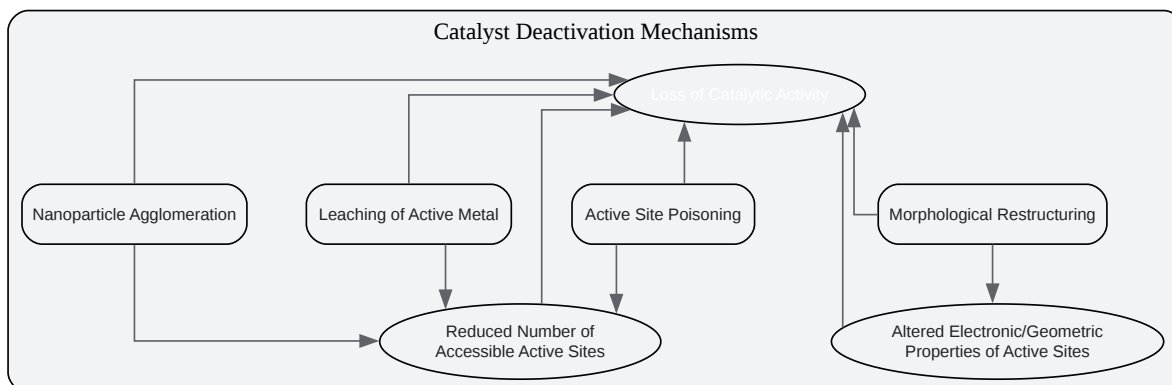 Catalyst Deactivation Mechanisms
Loss of Catalytic Activity
Nanoparticle Agglomeration
Leaching of Active Metal
Active Site Poisoning
Morphological Restructuring
Reduced Number of
Accessible Active Sites
Altered Electronic/Geometric
Properties of Active Sites